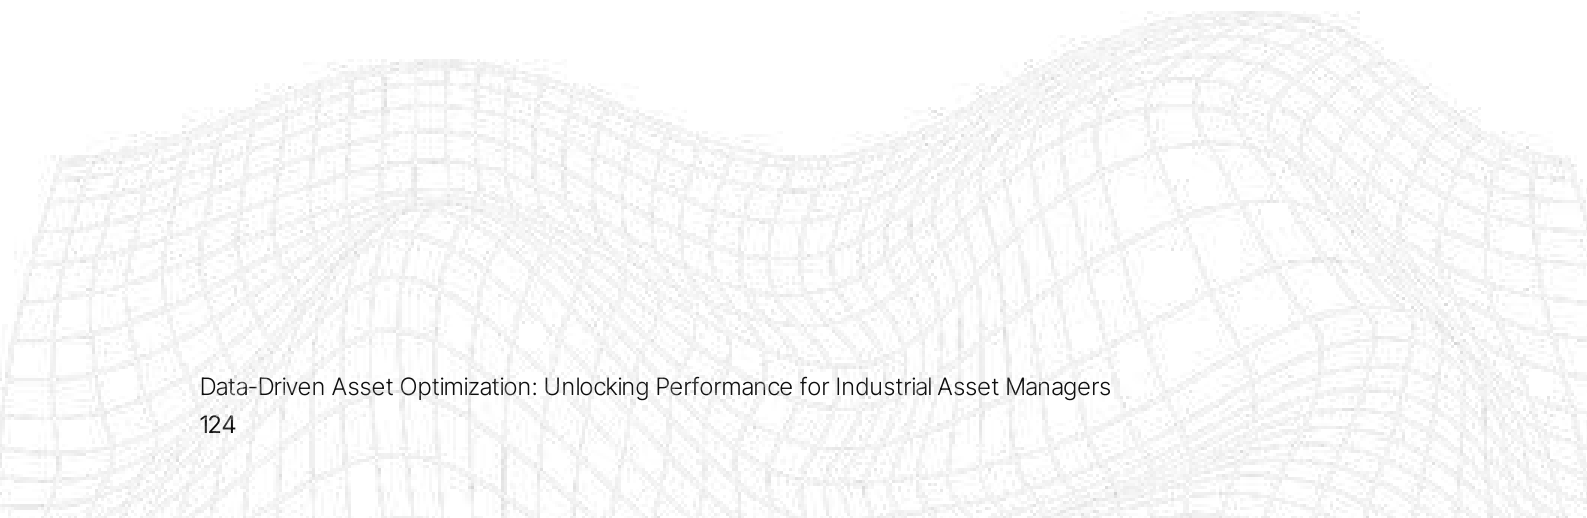 Data-Driven Asset Optimization: Unlocking Performance for Industrial Asset Managers
124